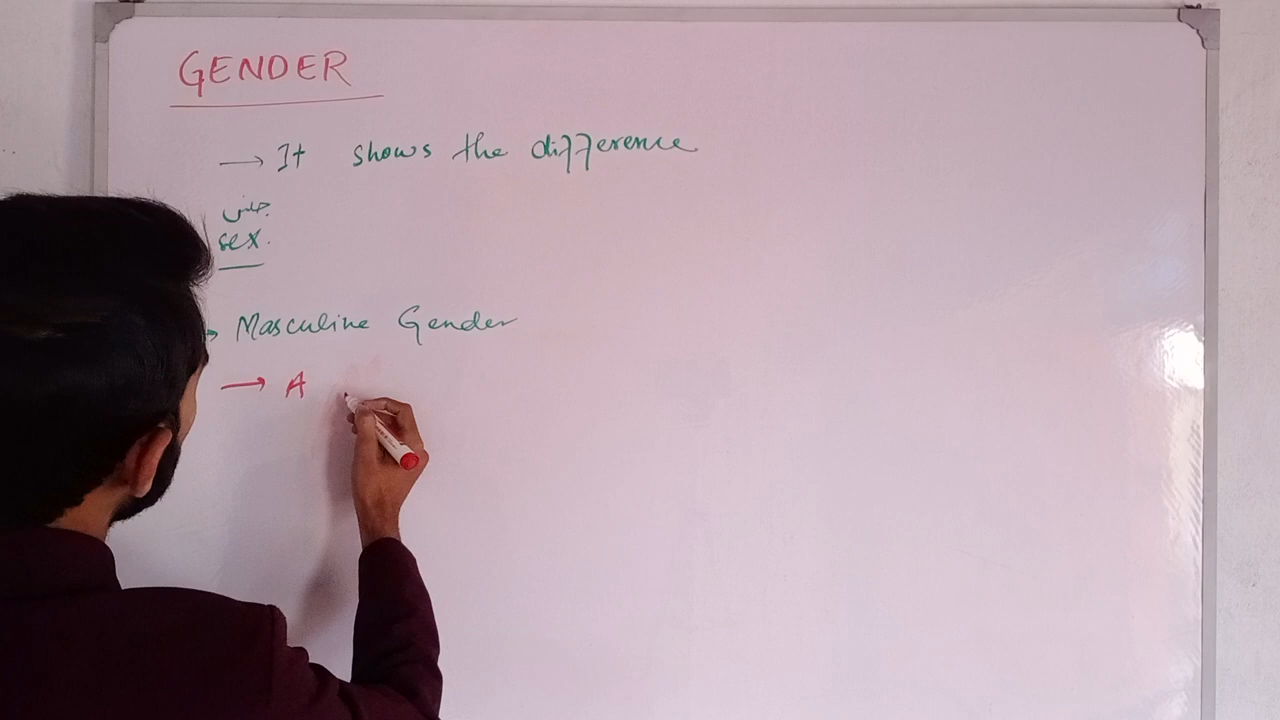 GENDER
→ It shows the difference
جنس
sex.
→ Masculine Gender
→ A